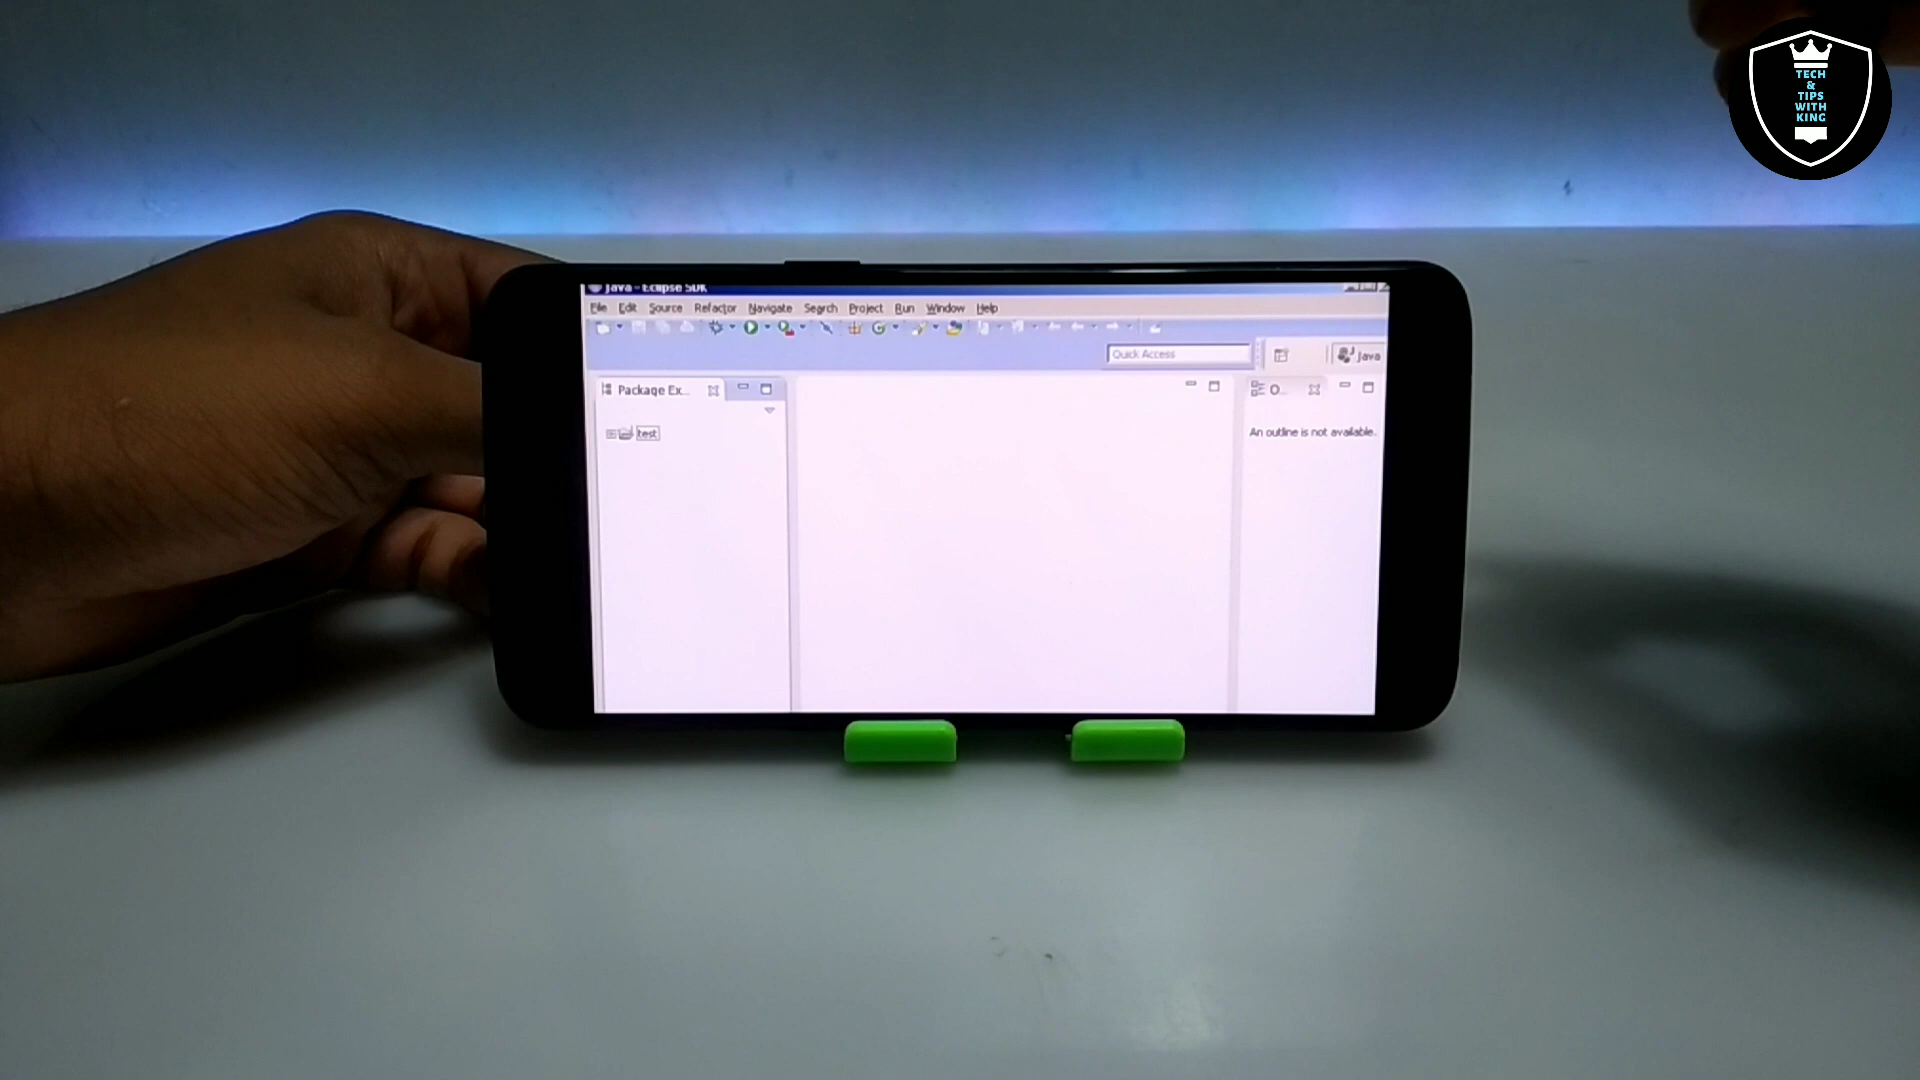 TECH
&
TIPS
WITH
KING
Java - Eclipse SDK
File Edit Source Refactor Navigate Search Project Run Window Help
Quick Access
Java
Package Ex...
O...
test
An outline is not available.